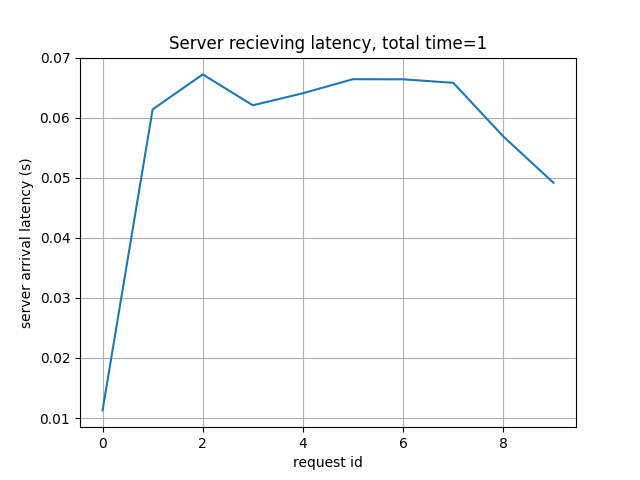 Server recieving latency, total time=1
0.07
0.06
0.05
0.04
0.03
0.02
0.01
server arrival latency (s)
0 2 4 6 8
request id